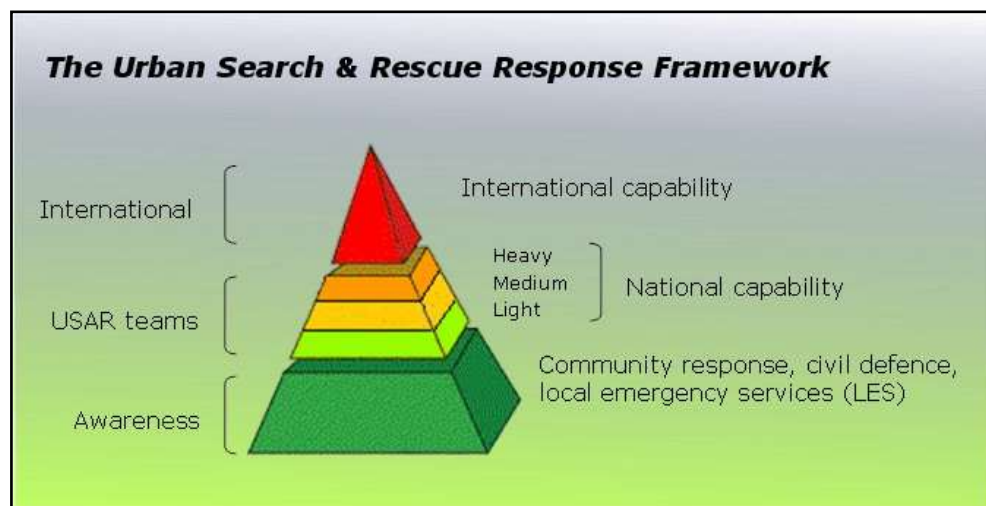 The Urban Search & Rescue Response Framework
International
International capability
Heavy
Medium
Light
National capability
USAR teams
Community response, civil defence,
local emergency services (LES)
Awareness